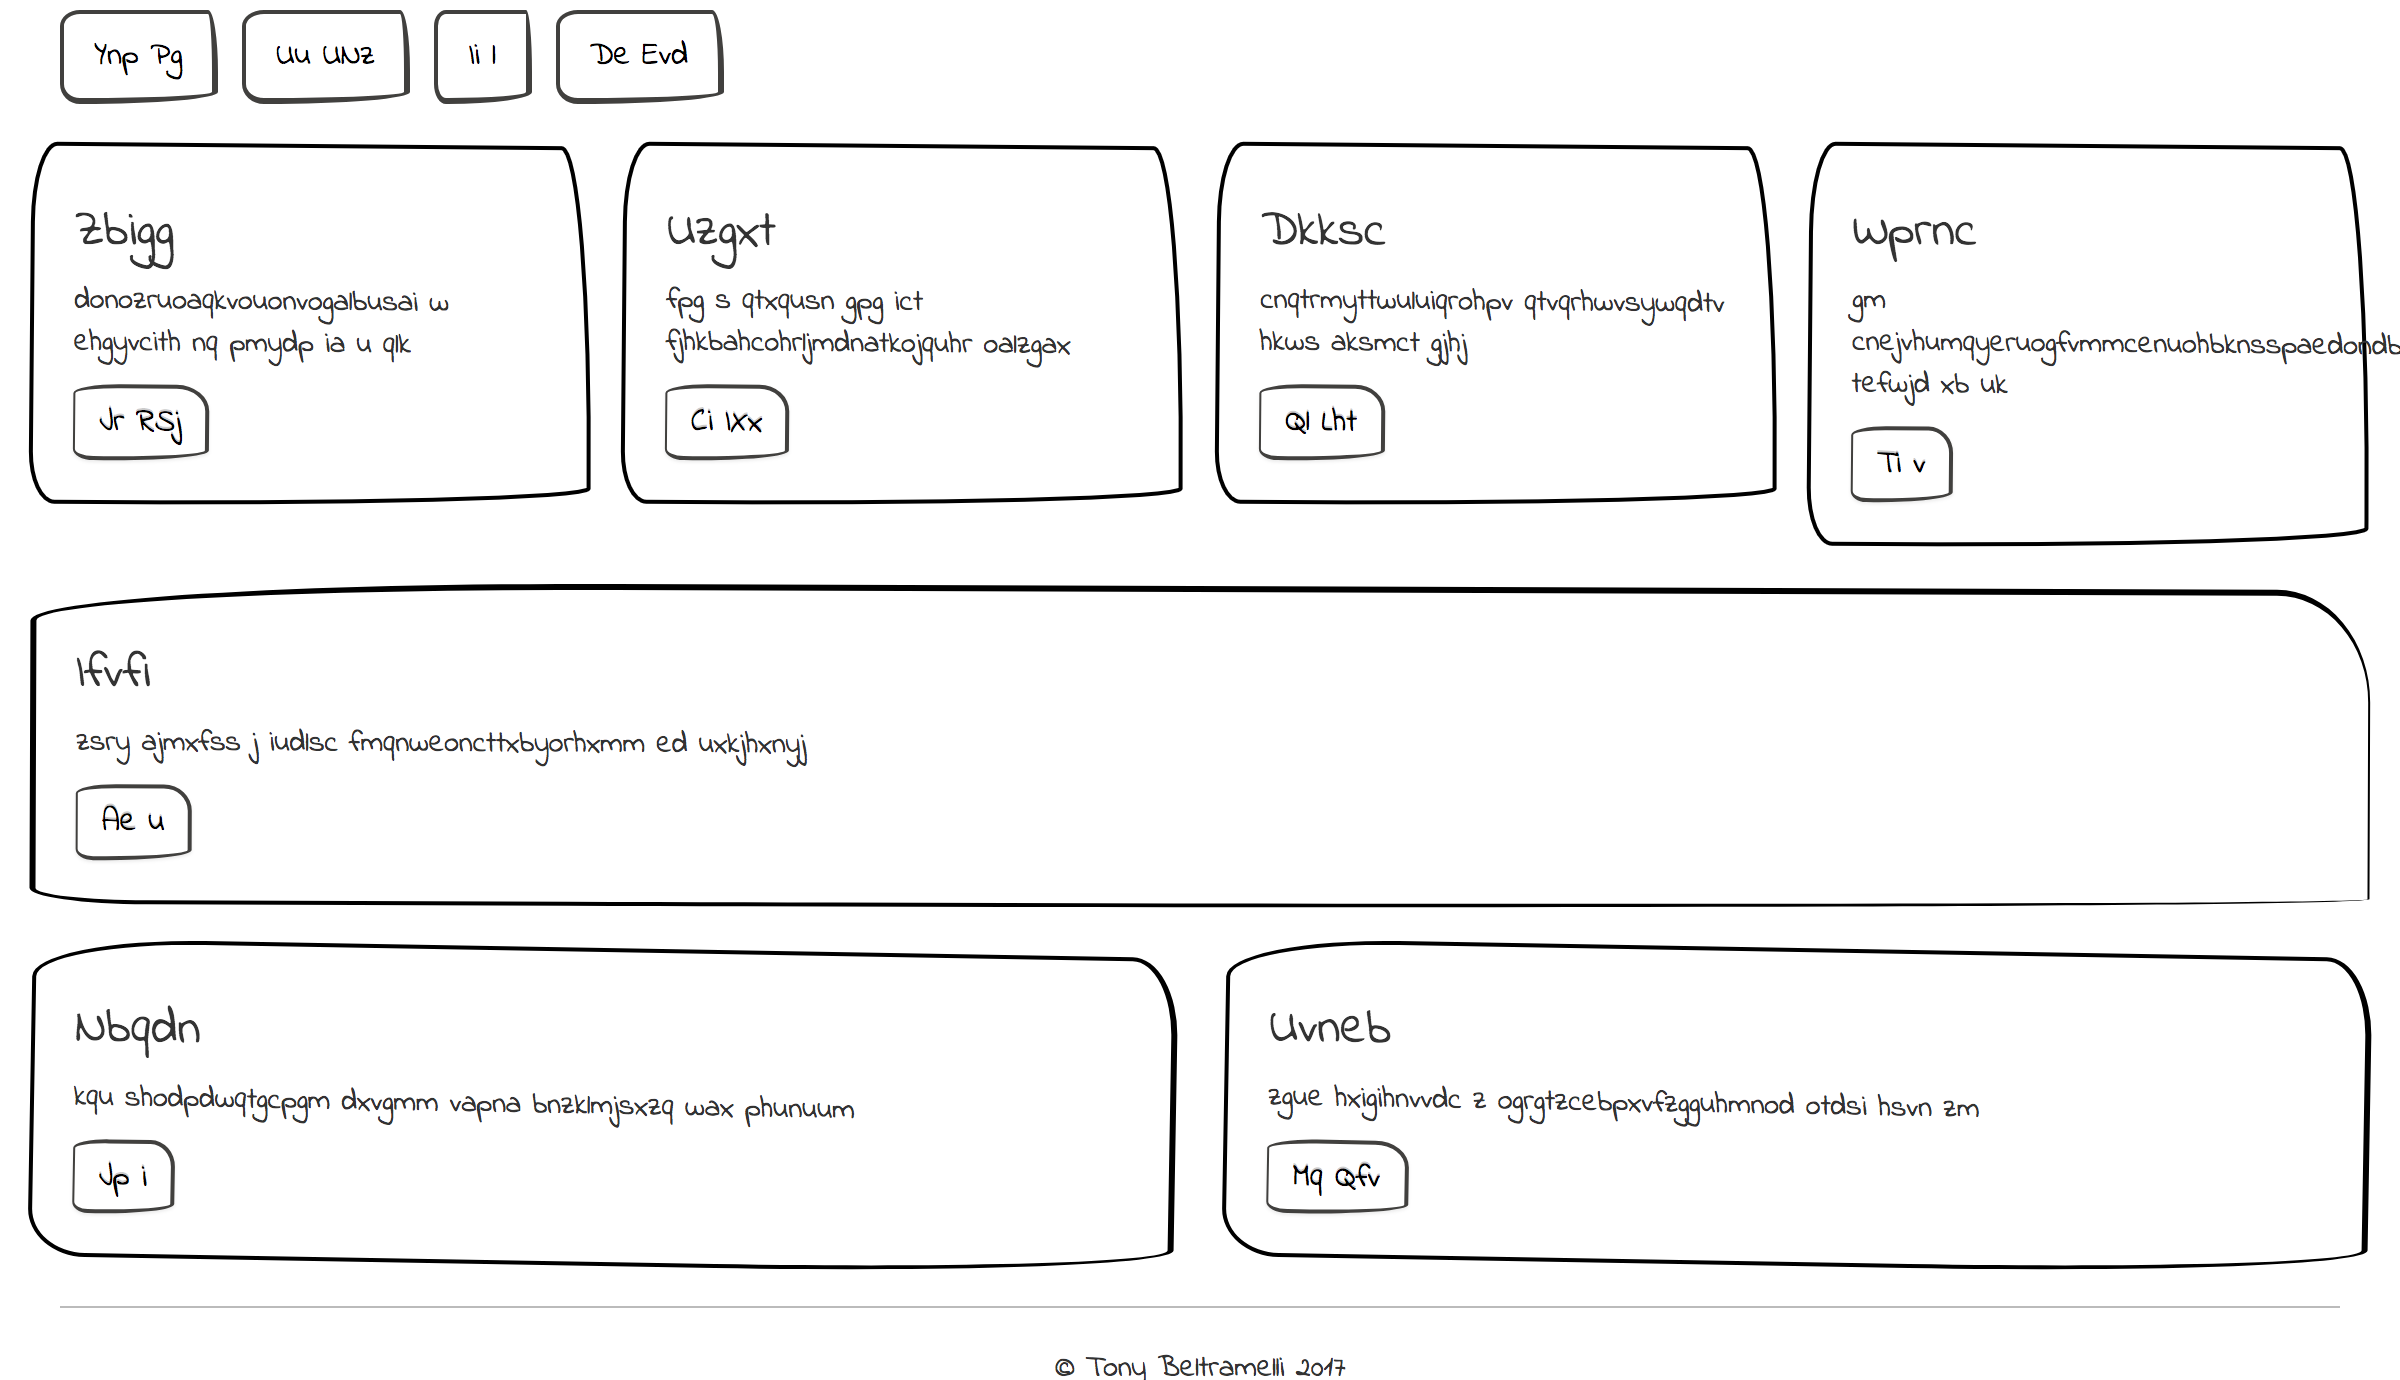 Ynp Pg
Uu UNz
Ii I
De Evd
Zbigg
donozruoaqkvouonvogalbusai w
ehgyvcith nq pmydp ia u qlk
Jr RSj
Uzgxt
fpg s qtxqusn gpg ict
fjhkbahcohrljmdnatkojquhr oalzgax
Ci IXx
Dkksc
cnqtrmyttwuluiqrohpv qtvqrhwvsywqdtv
hkws aksmct gjhj
Ql Lht
Wprnc
gm
cnejvhumqyeruogfvmmcenuohbknsspaedondb
tefwjd xb uk
Ti v
Ifvfi
zsry ajmxfss j iudlsc fmqnweoncttxbyorhxmm ed uxkjhxnyj
Ae u
Nbqdn
kqu shodpdwqtgcpgm dxvgmm vapna bnzklmjsxzq wax phunuum
Jp i
Uvneb
zgue hxigihnvvdc z ogrgtzcebpxvfzgguhmnod otdsi hsvn zm
Mq Qfv
© Tony Beltramelli 2017